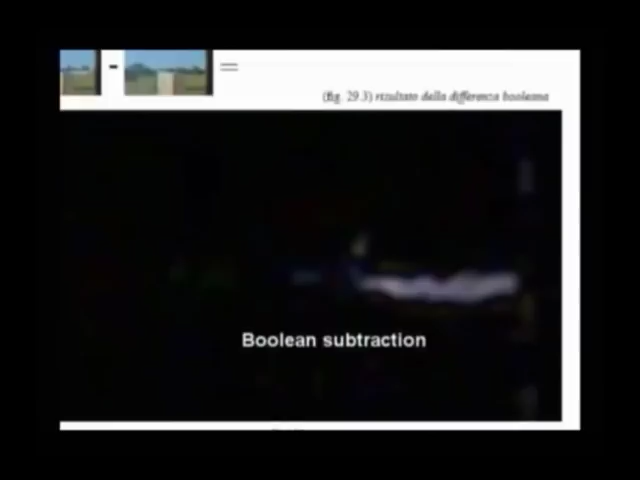 - =
(fig. 29.3) risultato della differenza booleana
Boolean subtraction